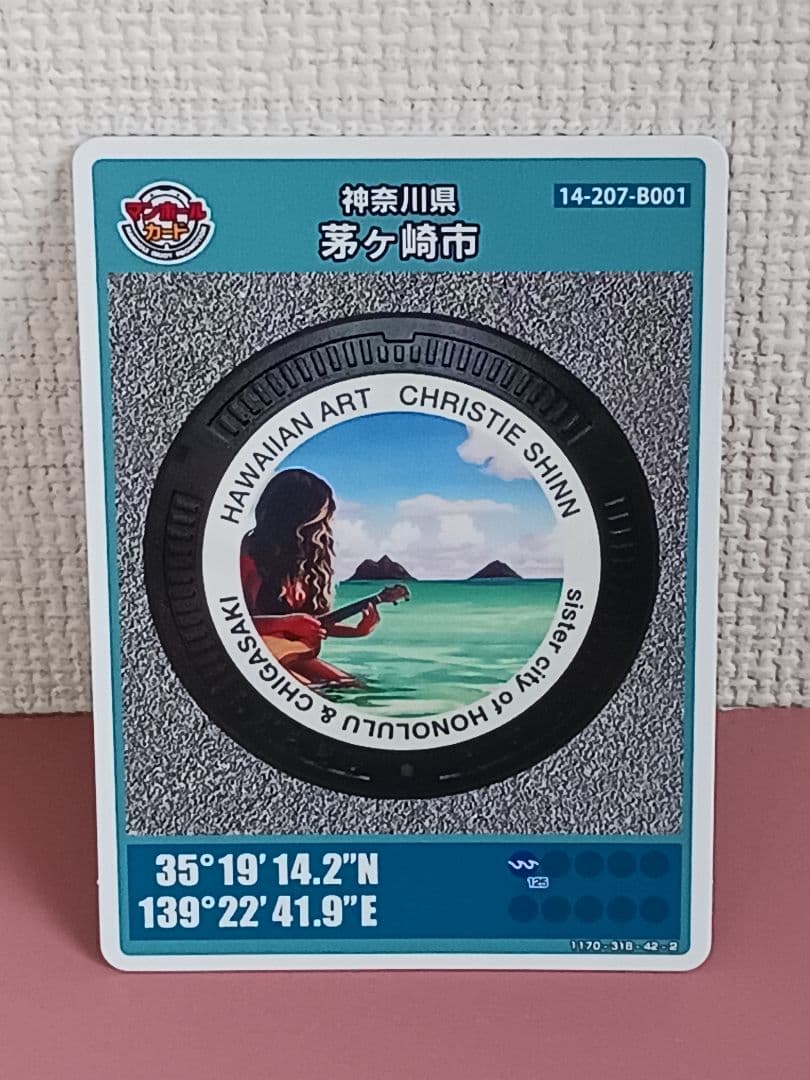 マンホール
カード
神奈川県
茅ヶ崎市
14-207-B001
HAWAIIAN ART CHRISTIE SHINN
sister city of HONOLULU & CHIGASAKI
35°19'14.2"N
139°22'41.9"E
125
1170-318-42-2